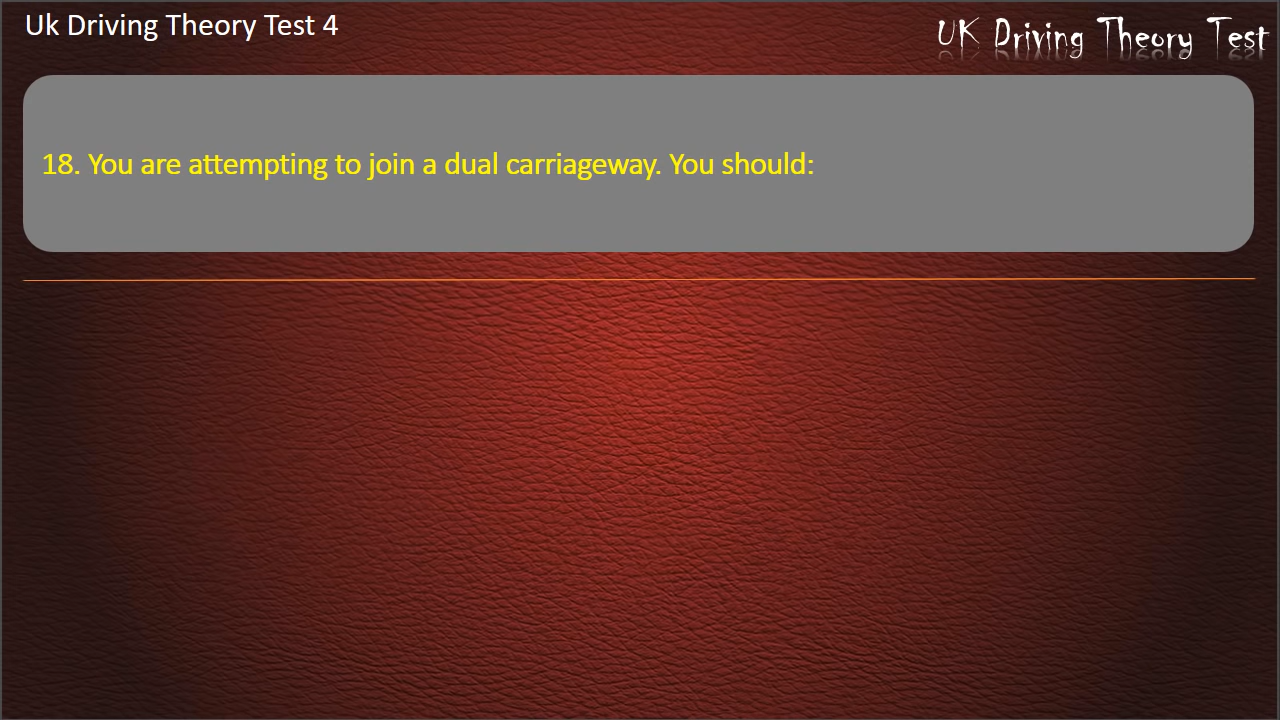 Uk Driving Theory Test 4
UK Driving Theory Test
18. You are attempting to join a dual carriageway. You should: